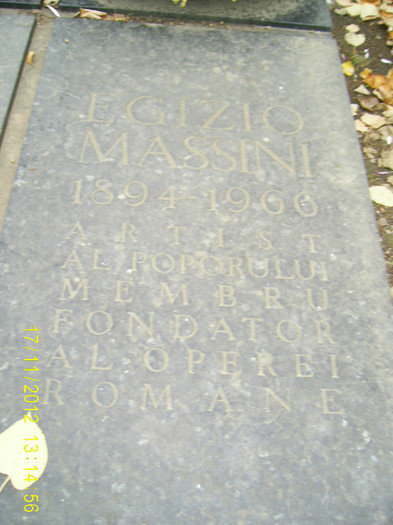 EGIZIO
MASSINI
1894-1966
ARTIST
AL POPORULUI
MEMBRU
FONDATOR
AL OPEREI
ROMANE
17/11/2012 13:14:56